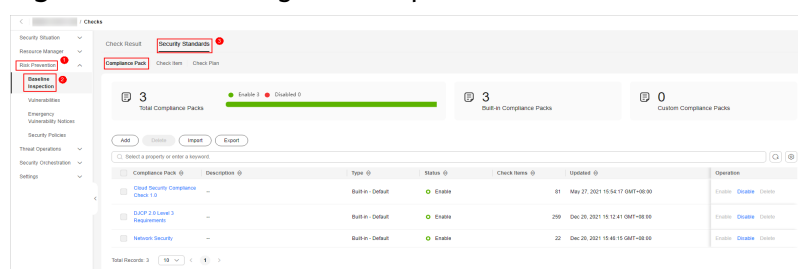 / Checks
Security Situation
Resource Manager
Risk Prevention 1
Baseline Inspection 2
Vulnerabilities
Emergency
Vulnerability Notices
Security Policies
Threat Operations
Security Orchestration
Settings
Check Result Security Standards 3
Compliance Pack Check Item Check Plan
3
Total Compliance Packs
Enable 3 Disabled 0
3
Built-in Compliance Packs
0
Custom Compliance Packs
Add Delete Import Export
Select a property or enter a keyword.
Compliance Pack Description Type Status Check Items Updated Operation
Cloud Security Compliance Check 1.0 -- Built-in - Default Enable 81 May 27, 2021 15:54:17 GMT+08:00 Enable Disable Delete
DJCP 2.0 Level 3 Requirements -- Built-in - Default Enable 259 Dec 20, 2021 15:12:41 GMT+08:00 Enable Disable Delete
Network Security -- Built-in - Default Enable 22 Dec 20, 2021 15:46:15 GMT+08:00 Enable Disable Delete
Total Records: 3 10 1